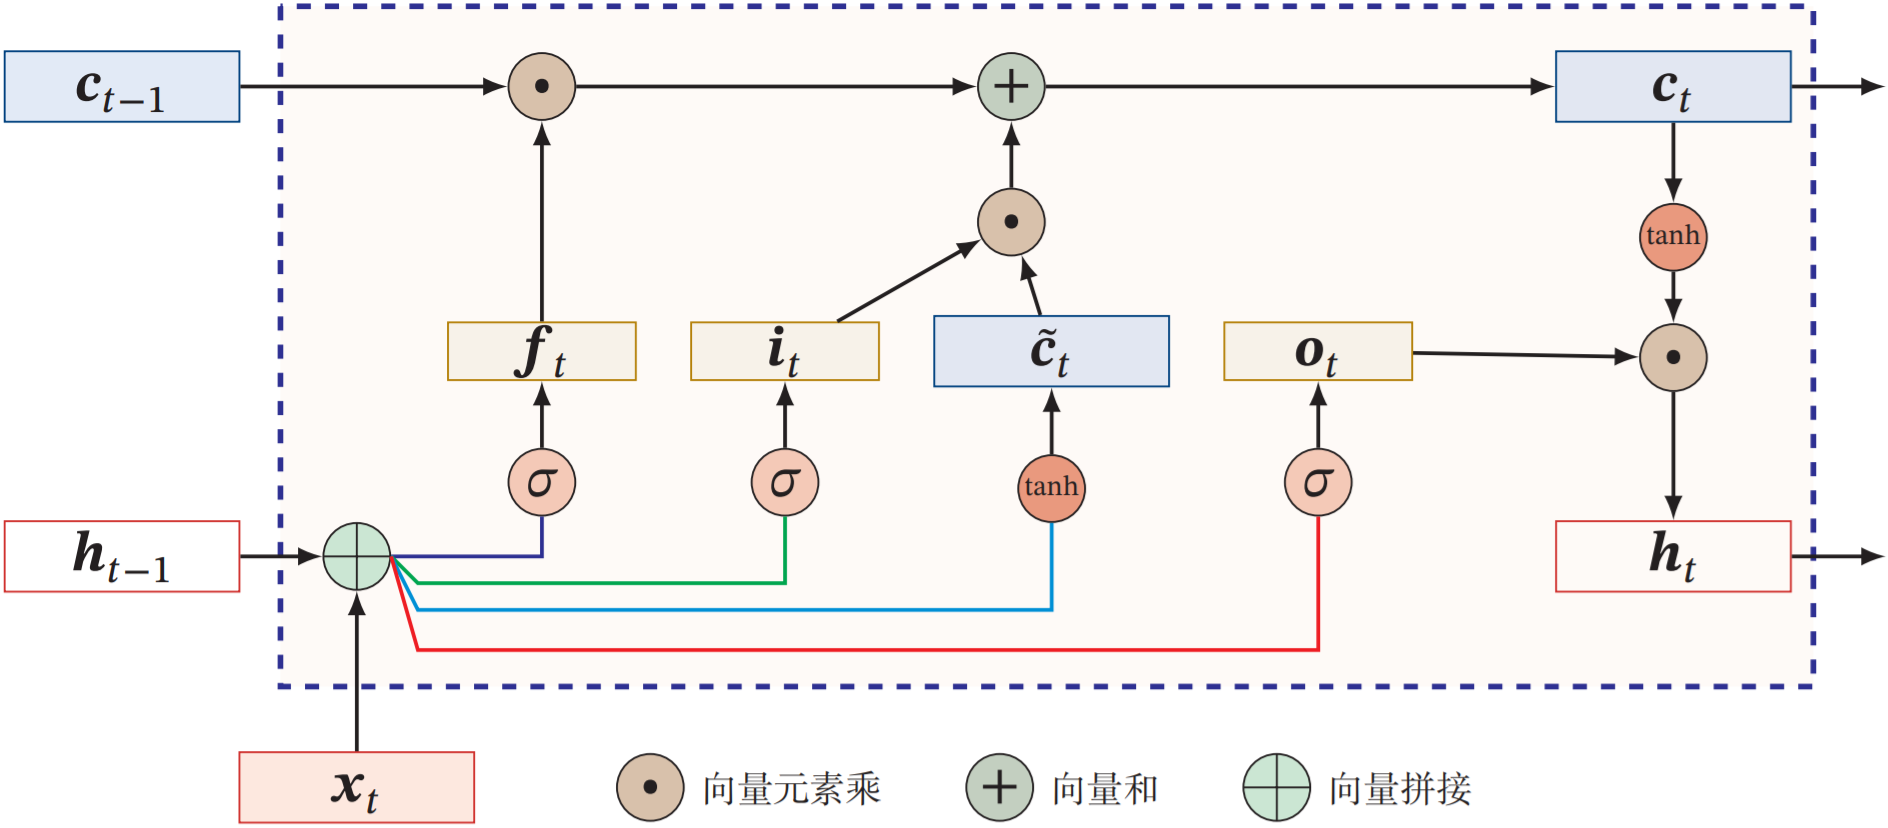 c_{t−1}
c_t
tanh
f_t
i_t
c̃_t
o_t
σ
σ
tanh
σ
h_{t−1}
h_t
x_t
向量元素乘
向量和
向量拼接